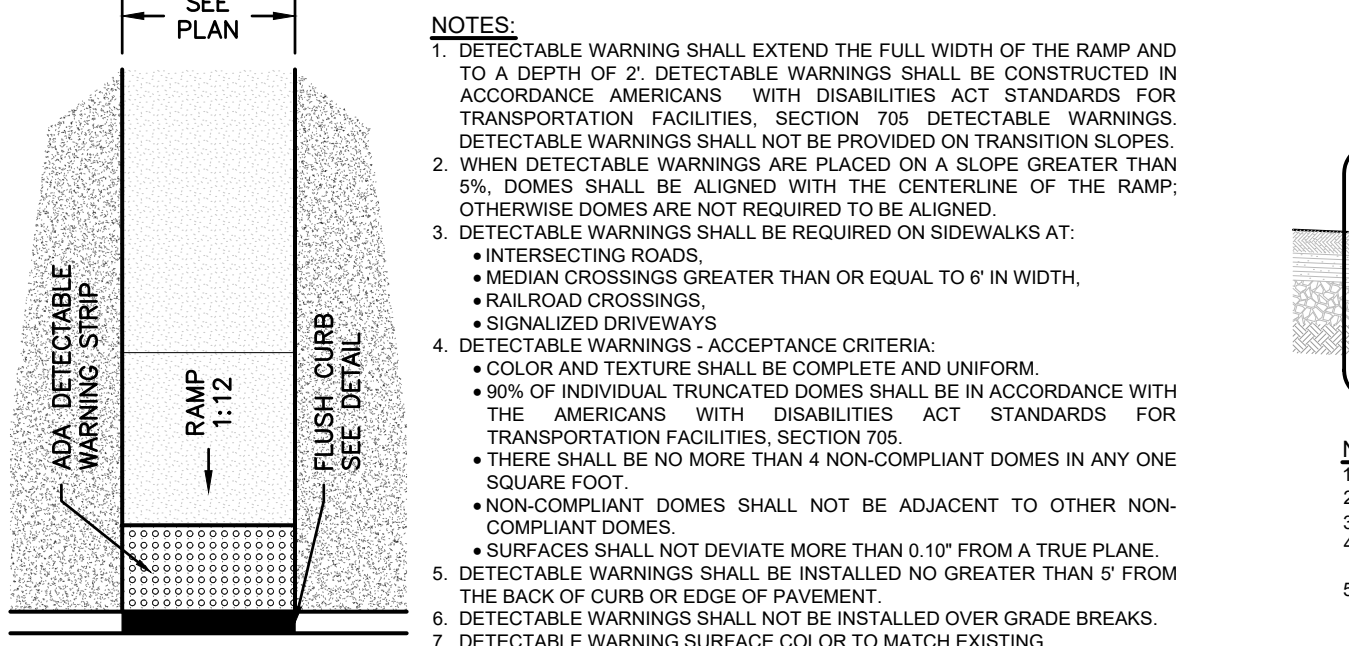 SEE
PLAN
ADA DETECTABLE
WARNING STRIP
RAMP
1:12
FLUSH CURB
SEE DETAIL
NOTES:
1. DETECTABLE WARNING SHALL EXTEND THE FULL WIDTH OF THE RAMP AND
TO A DEPTH OF 2'. DETECTABLE WARNINGS SHALL BE CONSTRUCTED IN
ACCORDANCE AMERICANS WITH DISABILITIES ACT STANDARDS FOR
TRANSPORTATION FACILITIES, SECTION 705 DETECTABLE WARNINGS.
DETECTABLE WARNINGS SHALL NOT BE PROVIDED ON TRANSITION SLOPES.
2. WHEN DETECTABLE WARNINGS ARE PLACED ON A SLOPE GREATER THAN
5%, DOMES SHALL BE ALIGNED WITH THE CENTERLINE OF THE RAMP;
OTHERWISE DOMES ARE NOT REQUIRED TO BE ALIGNED.
3. DETECTABLE WARNINGS SHALL BE REQUIRED ON SIDEWALKS AT:
• INTERSECTING ROADS,
• MEDIAN CROSSINGS GREATER THAN OR EQUAL TO 6' IN WIDTH,
• RAILROAD CROSSINGS,
• SIGNALIZED DRIVEWAYS
4. DETECTABLE WARNINGS - ACCEPTANCE CRITERIA:
• COLOR AND TEXTURE SHALL BE COMPLETE AND UNIFORM.
• 90% OF INDIVIDUAL TRUNCATED DOMES SHALL BE IN ACCORDANCE WITH
THE AMERICANS WITH DISABILITIES ACT STANDARDS FOR
TRANSPORTATION FACILITIES, SECTION 705.
• THERE SHALL BE NO MORE THAN 4 NON-COMPLIANT DOMES IN ANY ONE
SQUARE FOOT.
• NON-COMPLIANT DOMES SHALL NOT BE ADJACENT TO OTHER NON-
COMPLIANT DOMES.
• SURFACES SHALL NOT DEVIATE MORE THAN 0.10" FROM A TRUE PLANE.
5. DETECTABLE WARNINGS SHALL BE INSTALLED NO GREATER THAN 5' FROM
THE BACK OF CURB OR EDGE OF PAVEMENT.
6. DETECTABLE WARNINGS SHALL NOT BE INSTALLED OVER GRADE BREAKS.
7. DETECTABLE WARNING SURFACE COLOR TO MATCH EXISTING